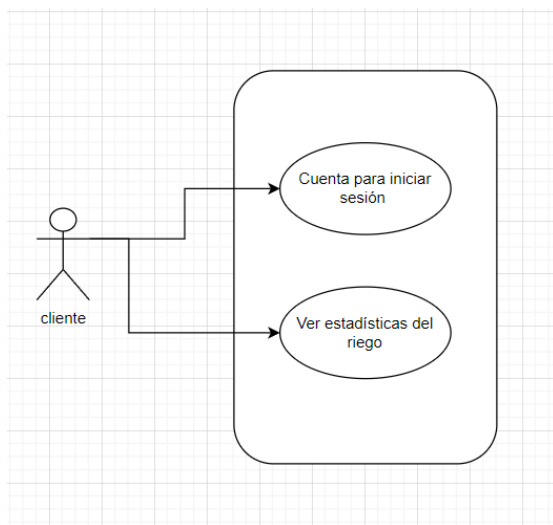 Cuenta para iniciar
sesión
cliente
Ver estadísticas del
riego